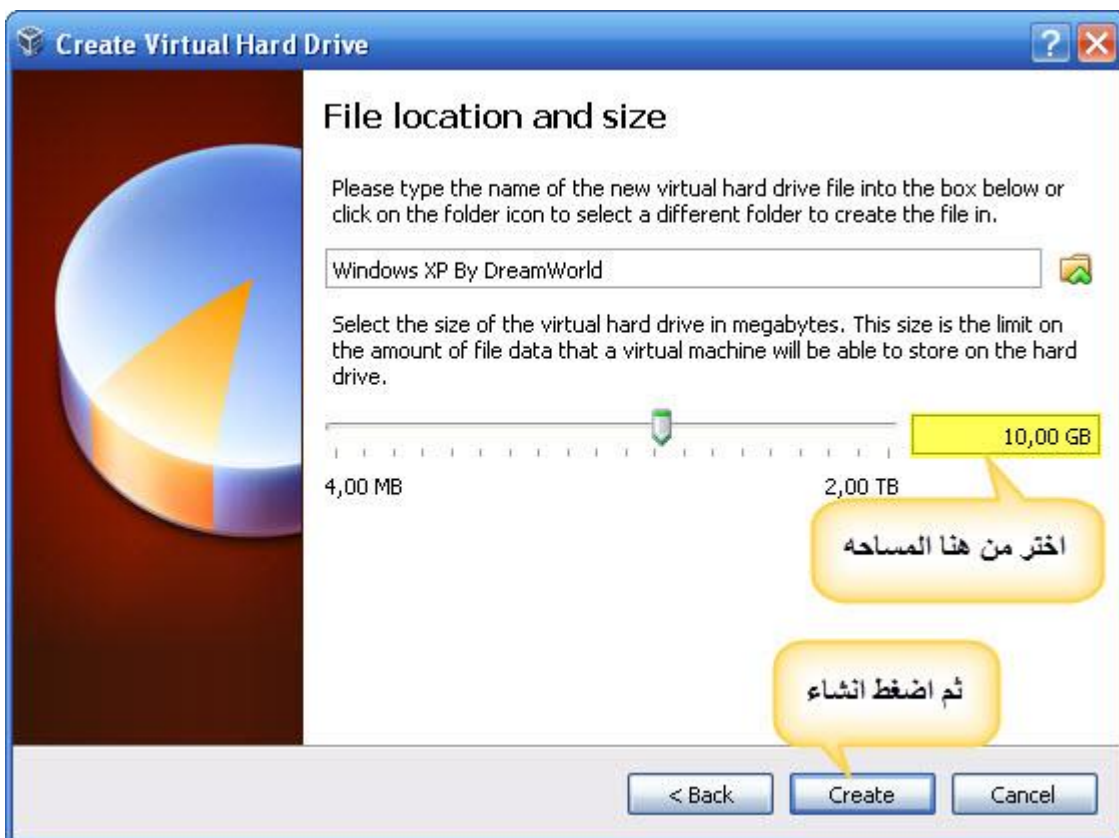 Create Virtual Hard Drive
File location and size
Please type the name of the new virtual hard drive file into the box below or
click on the folder icon to select a different folder to create the file in.
Windows XP By DreamWorld
Select the size of the virtual hard drive in megabytes. This size is the limit on
the amount of file data that a virtual machine will be able to store on the hard
drive.
10,00 GB
4,00 MB
2,00 TB
اختر من هنا المساحه
ثم اضغط انشاء
< Back
Create
Cancel